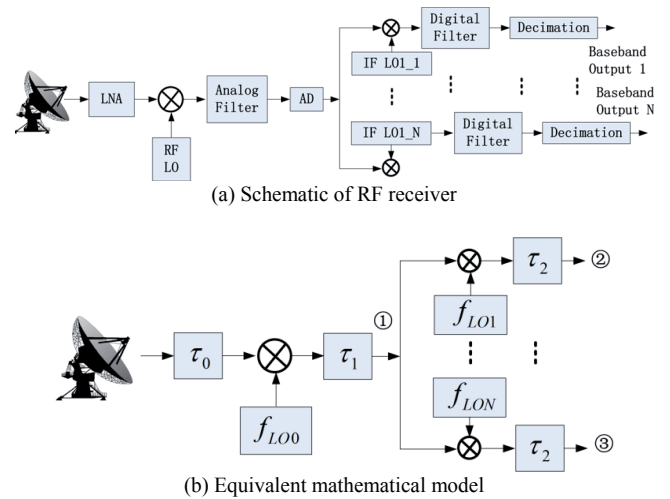 LNA
RF
LO
Analog
Filter
AD
IF LO1_1
Digital
Filter
Decimation
Baseband
Output 1
IF LO1_N
Digital
Filter
Decimation
Baseband
Output N
(a) Schematic of RF receiver
τ0
fLO0
τ1
①
fLO1
τ2
②
fLON
τ2
③
(b) Equivalent mathematical model